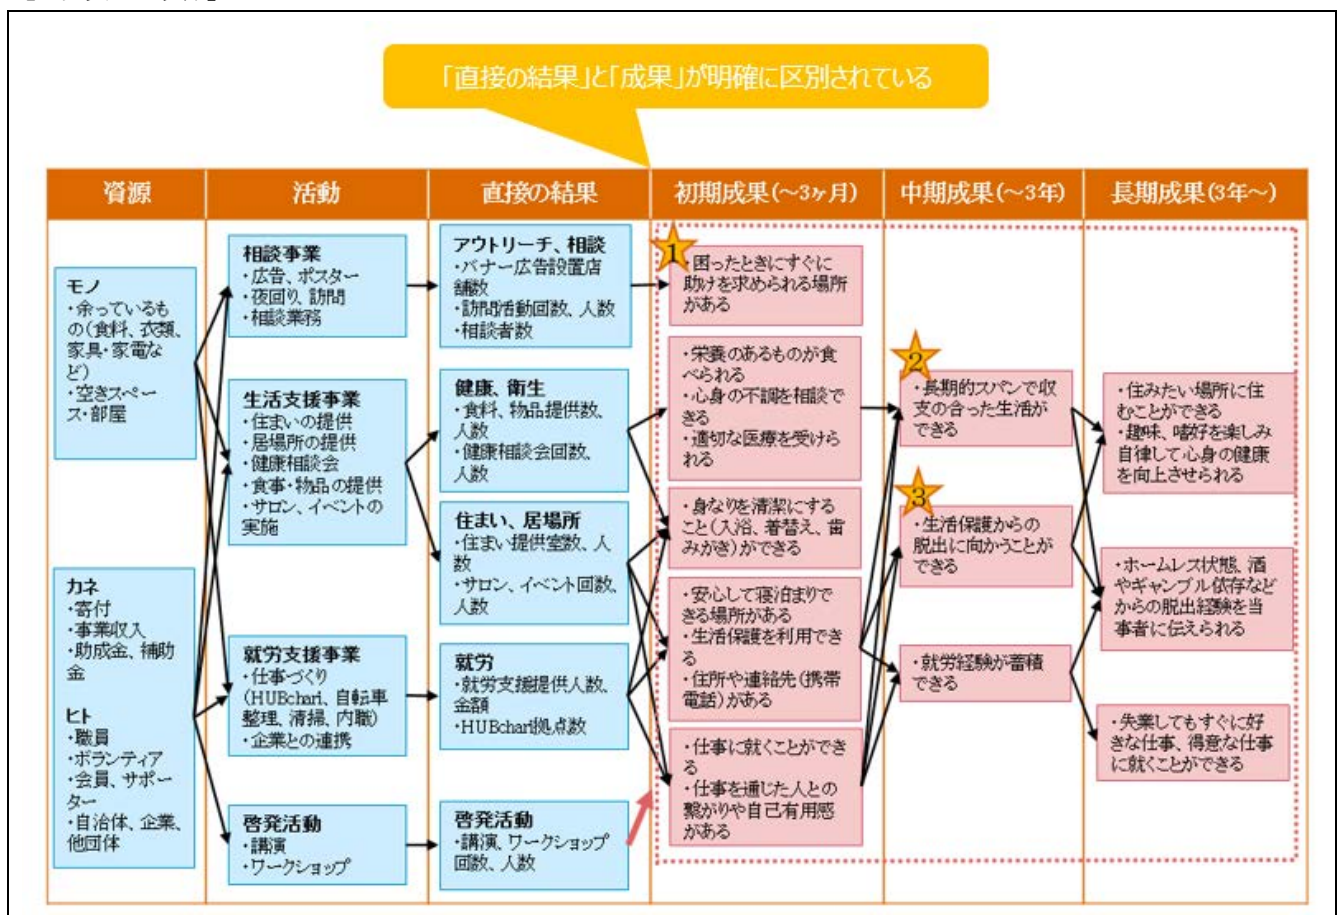 「直接の結果」と「成果」が明確に区別されている
資源
活動
直接の結果
初期成果(～3ヶ月)
中期成果(～3年)
長期成果(3年～)
モノ
・余っているも
の(食料、衣類、
家具・家電な
ど)
・空きスペー
ス・部屋
カネ
・寄付
・事業収入
・助成金、補助
金
ヒト
・職員
・ボランティア
・会員、サポー
ター
・自治体、企業、
他団体
相談事業
・広告、ポスター
・夜回り、訪問
・相談業務
生活支援事業
・住まいの提供
・居場所の提供
・健康相談会
・食事・物品の提供
・サロン、イベントの
実施
就労支援事業
・仕事づくり
(HUBchari、自転車
整理、清掃、内職)
・企業との連携
啓発活動
・講演
・ワークショップ
アウトリーチ、相談
・バナー広告設置店
舗数
・訪問活動回数、人数
・相談者数
健康、衛生
・食料、物品提供数、
人数
・健康相談会回数、
人数
住まい、居場所
・住まい提供室数、人
数
・サロン、イベント回数、
人数
就労
・就労支援提供人数、
金額
・HUBchari拠点数
啓発活動
・講演、ワークショップ
回数、人数
1
・困ったときにすぐに
助けを求められる場所
がある
・栄養のあるものが食
べられる
・心身の不調を相談で
きる
・適切な医療を受けら
れる
・身なりを清潔にする
こと(入浴、着替え、歯
みがき)ができる
・安心して寝泊まりで
きる場所がある
・生活保護を利用でき
る
・住所や連絡先(携帯
電話)がある
・仕事に就くことができ
る
・仕事を通じた人との
繋がりや自己有用感
がある
2
・長期的スパンで収
支の合った生活が
できる
3
・生活保護からの
脱出に向かうことが
できる
・就労経験が蓄積
できる
・住みたい場所に住
むことができる
・趣味、嗜好を楽しみ
自律して心身の健康
を向上させられる
・ホームレス状態、酒
やギャンブル依存など
からの脱出経験を当
事者に伝えられる
・失業してもすぐに好
きな仕事、得意な仕事
に就くことができる